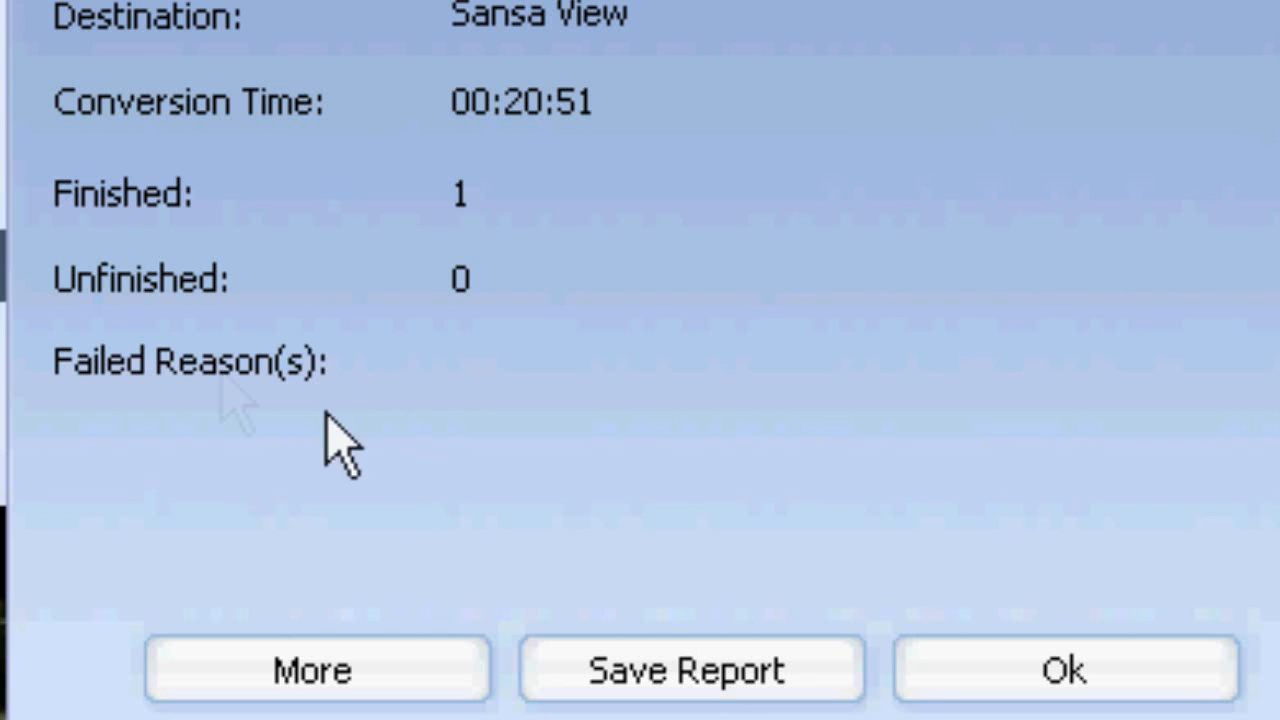 Destination: Sansa View
Conversion Time: 00:20:51
Finished: 1
Unfinished: 0
Failed Reason(s):
More Save Report Ok